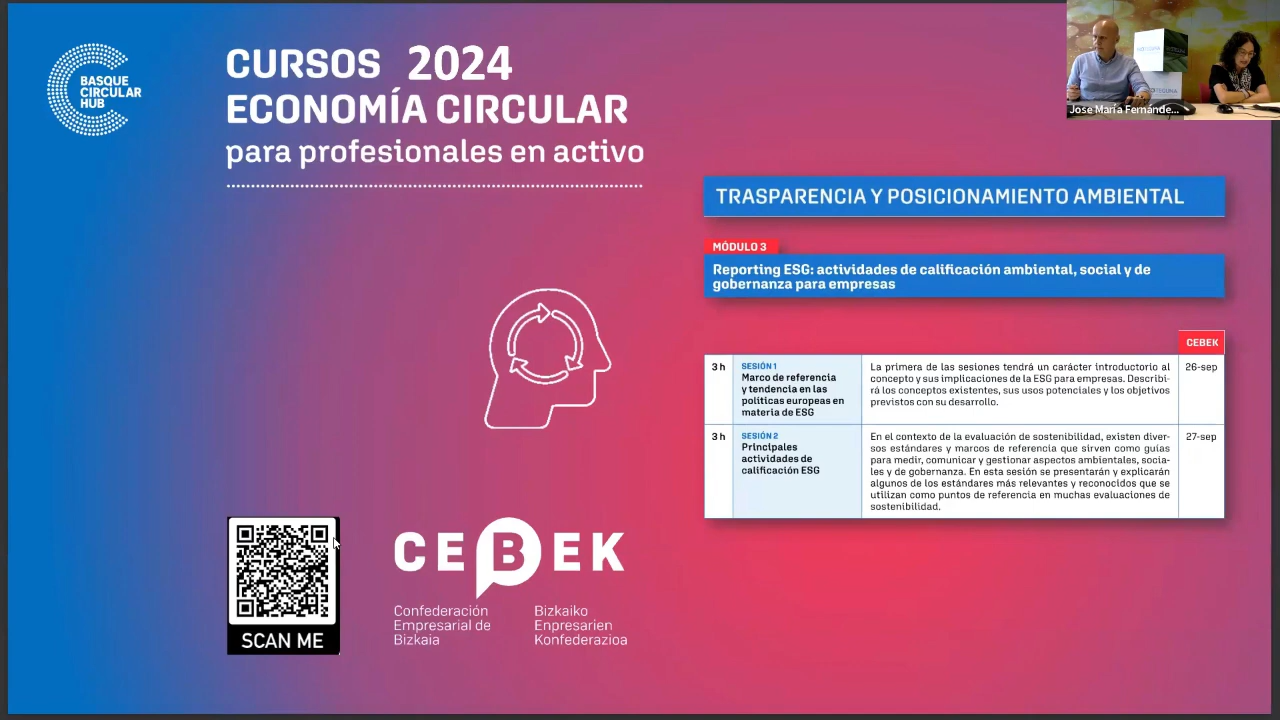 BASQUE
CIRCULAR
HUB
CURSOS 2024
ECONOMÍA CIRCULAR
para profesionales en activo
Jose María Fernánde...
TRASPARENCIA Y POSICIONAMIENTO AMBIENTAL
MÓDULO 3
Reporting ESG: actividades de calificación ambiental, social y de
gobernanza para empresas
CEBEK
3 h
SESIÓN 1
Marco de referencia
y tendencia en las
políticas europeas en
materia de ESG
La primera de las sesiones tendrá un carácter introductorio al
concepto y sus implicaciones de la ESG para empresas. Describi-
rá los conceptos existentes, sus usos potenciales y los objetivos
previstos con su desarrollo.
26-sep
3 h
SESIÓN 2
Principales
actividades de
calificación ESG
En el contexto de la evaluación de sostenibilidad, existen diver-
sos estándares y marcos de referencia que sirven como guías
para medir, comunicar y gestionar aspectos ambientales, socia-
les y de gobernanza. En esta sesión se presentarán y explicarán
algunos de los estándares más relevantes y reconocidos que se
utilizan como puntos de referencia en muchas evaluaciones de
sostenibilidad.
27-sep
SCAN ME
CEBEK
Confederación
Empresarial de
Bizkaia
Bizkaiko
Enpresarien
Konfederazioa